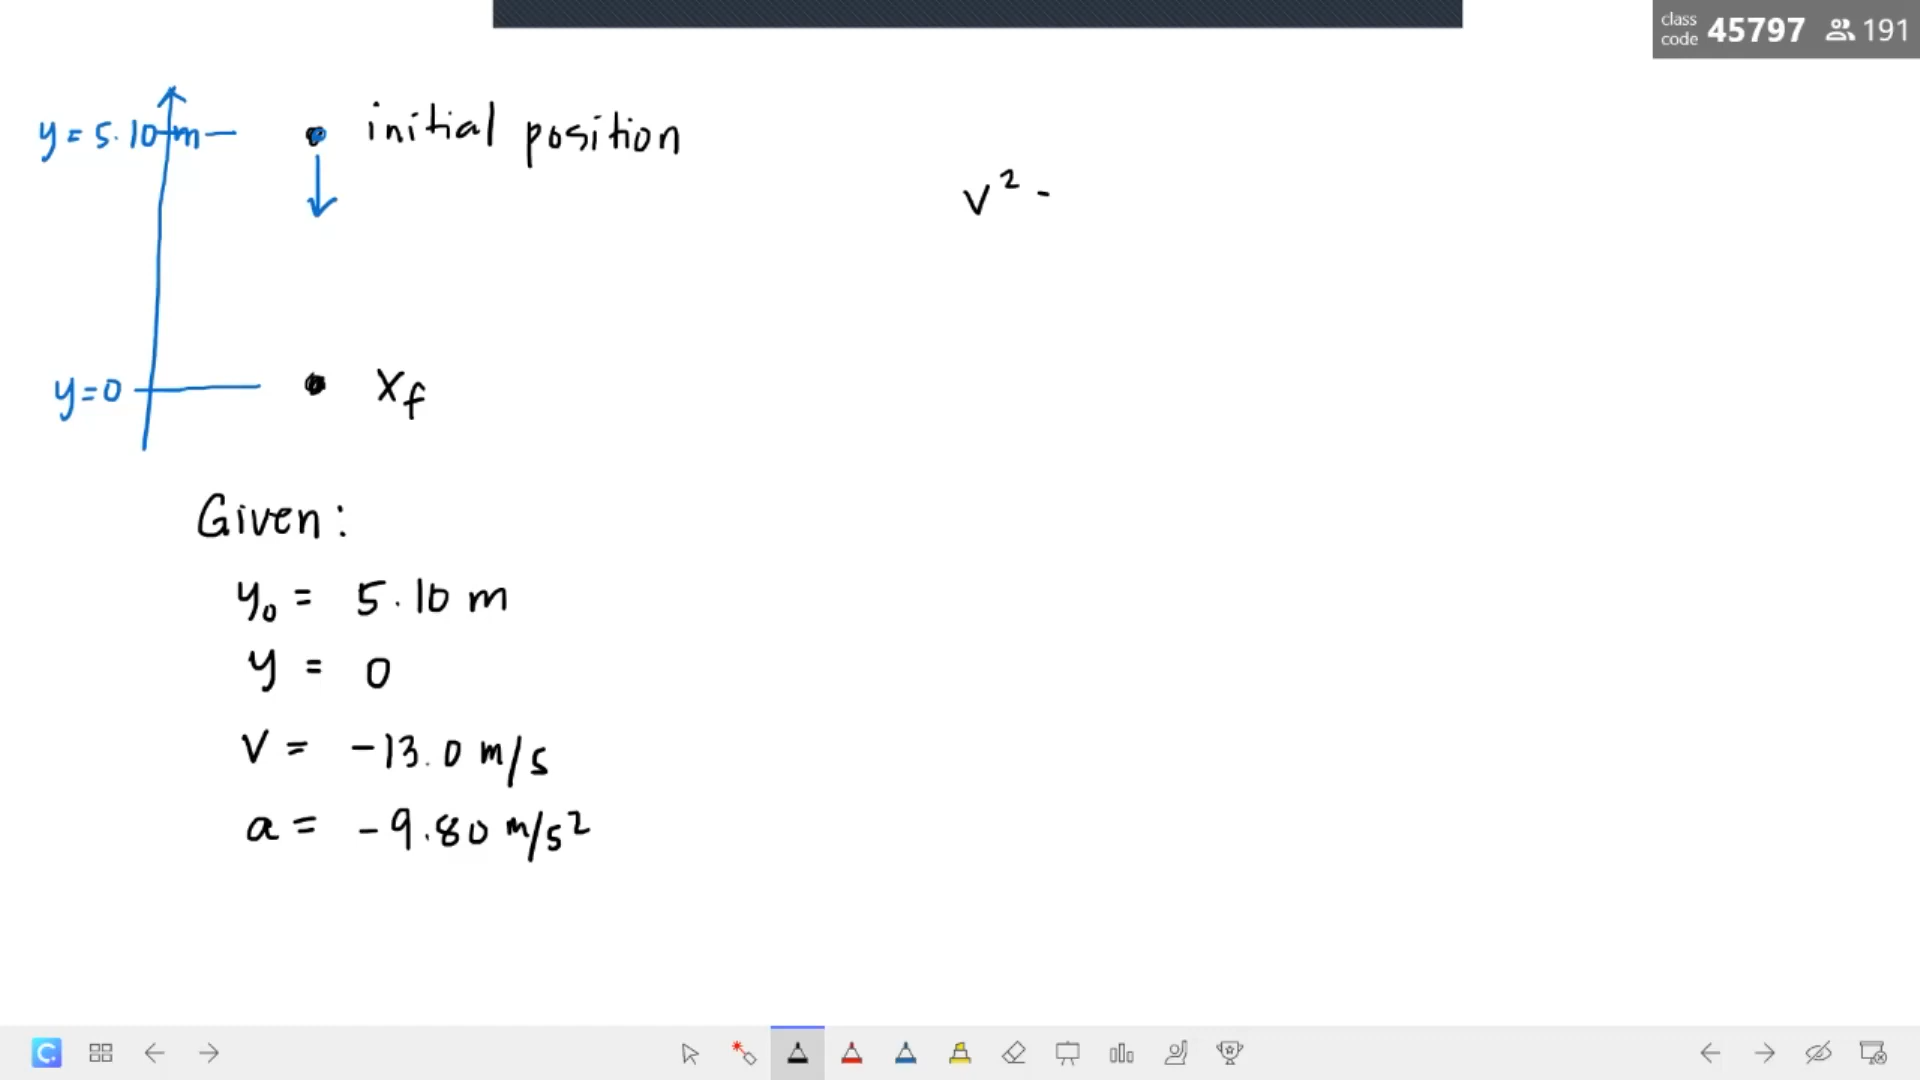 class code 45797 191
y = 5.10 m
initial position
v² -
y=0
x_f
Given:
y₀ = 5.10 m
y = 0
v = -13.0 m/s
a = -9.80 m/s²